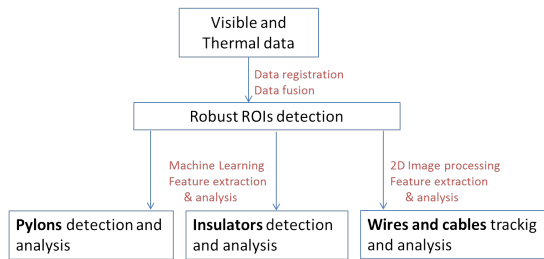 Visible and
Thermal data
Data registration
Data fusion
Robust ROIs detection
Machine Learning
Feature extraction
& analysis
2D Image processing
Feature extraction
& analysis
Pylons detection and
analysis
Insulators detection
and analysis
Wires and cables trackig
and analysis